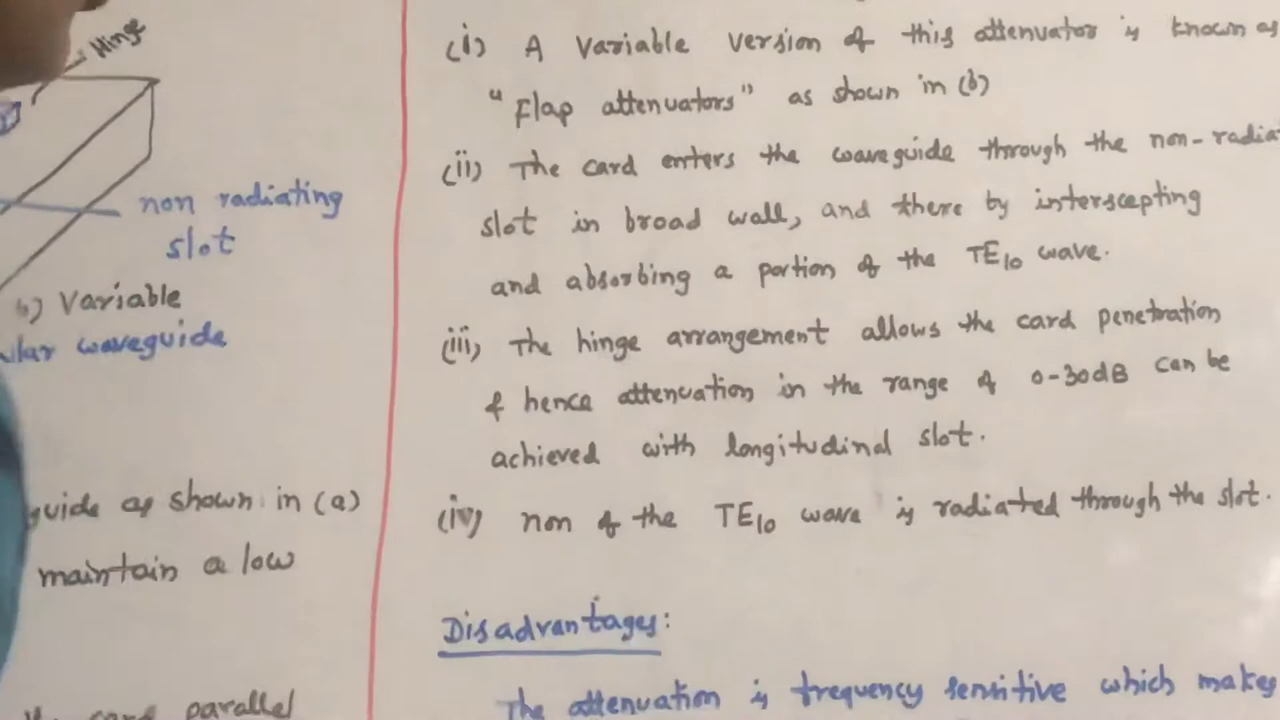 Hinge
non radiating
slot
b) Variable
ular waveguide
guide as shown in (a)
maintain a low
card parallel
(i) A Variable version of this attenuator is known as
"Flap attenuators" as shown in (b)
(ii) The card enters the waveguide through the non-radia
slot in broad wall, and there by interscepting
and absorbing a portion of the TE10 wave.
(iii) The hinge arrangement allows the card penetration
& hence attenuation in the range of 0-30dB can be
achieved with longitudinal slot.
(iv) non of the TE10 wave is radiated through the slot.
Disadvantages:
The attenuation is frequency sensitive which makes